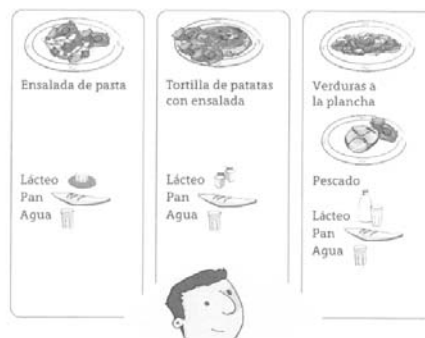 Ensalada de pasta
Lácteo
Pan
Agua
Tortilla de patatas
con ensalada
Lácteo
Pan
Agua
Verduras a
la plancha
Pescado
Lácteo
Pan
Agua